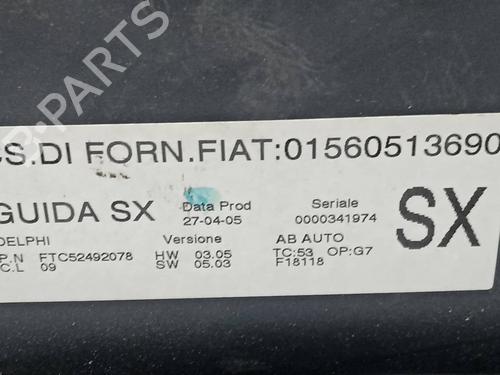 CS.DI FORN.FIAT:01560513690
GUIDA SX
Data Prod
27-04-05
Seriale
0000341974
SX
DELPHI
P.N FTC52492078
C.L 09
Versione
HW 03.05
SW 05.03
AB AUTO
TC:53 OP:G7
F18118
B-PARTS